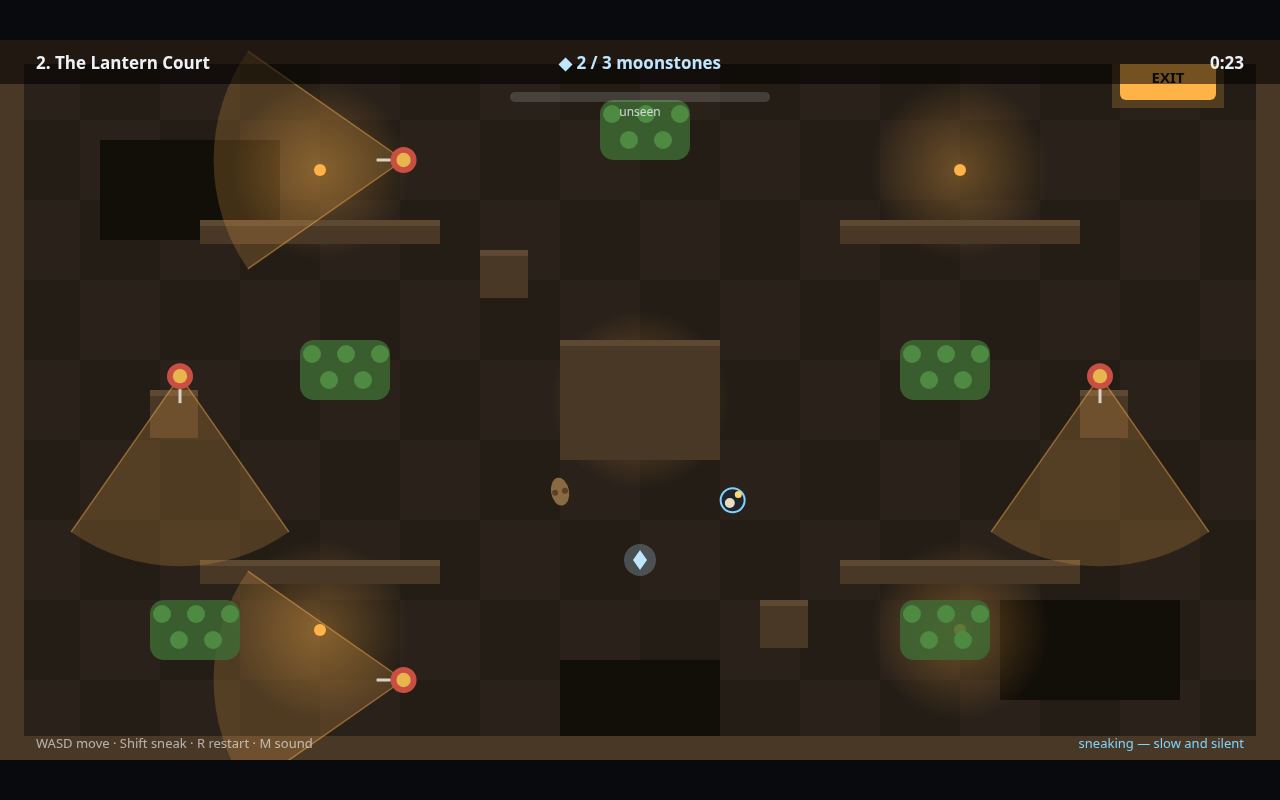 2. The Lantern Court
◆ 2 / 3 moonstones
0:23
EXIT
unseen
WASD move · Shift sneak · R restart · M sound
sneaking — slow and silent